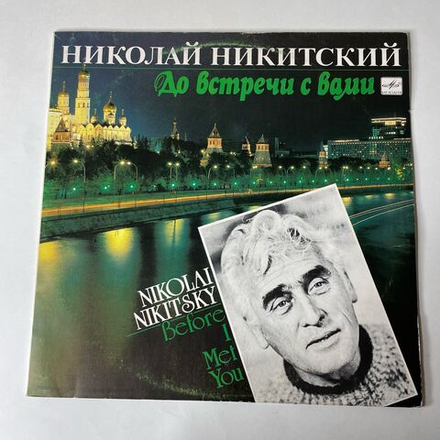 НИКОЛАЙ НИКИТСКИЙ
До встречи с вами
NIKOLAI
NIKITSKY
Before
I
Met
You